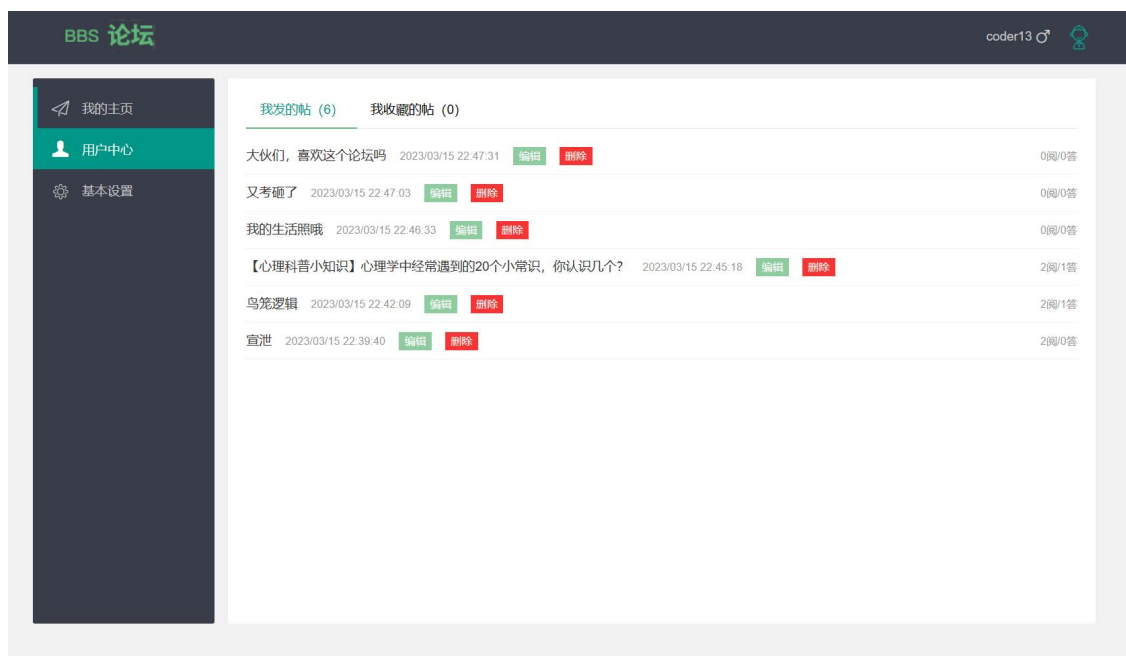 BBS 论坛
coder13
我的主页
用户中心
基本设置
我发的帖 (6) 我收藏的帖 (0)
大伙们，喜欢这个论坛吗 2023/03/15 22:47:31 编辑 删除 0阅/0答
又考砸了 2023/03/15 22:47:03 编辑 删除 0阅/0答
我的生活照哦 2023/03/15 22:46:33 编辑 删除 0阅/0答
【心理科普小知识】心理学中经常遇到的20个小常识，你认识几个？ 2023/03/15 22:45:18 编辑 删除 2阅/1答
鸟笼逻辑 2023/03/15 22:42:09 编辑 删除 2阅/1答
宣泄 2023/03/15 22:39:40 编辑 删除 2阅/0答